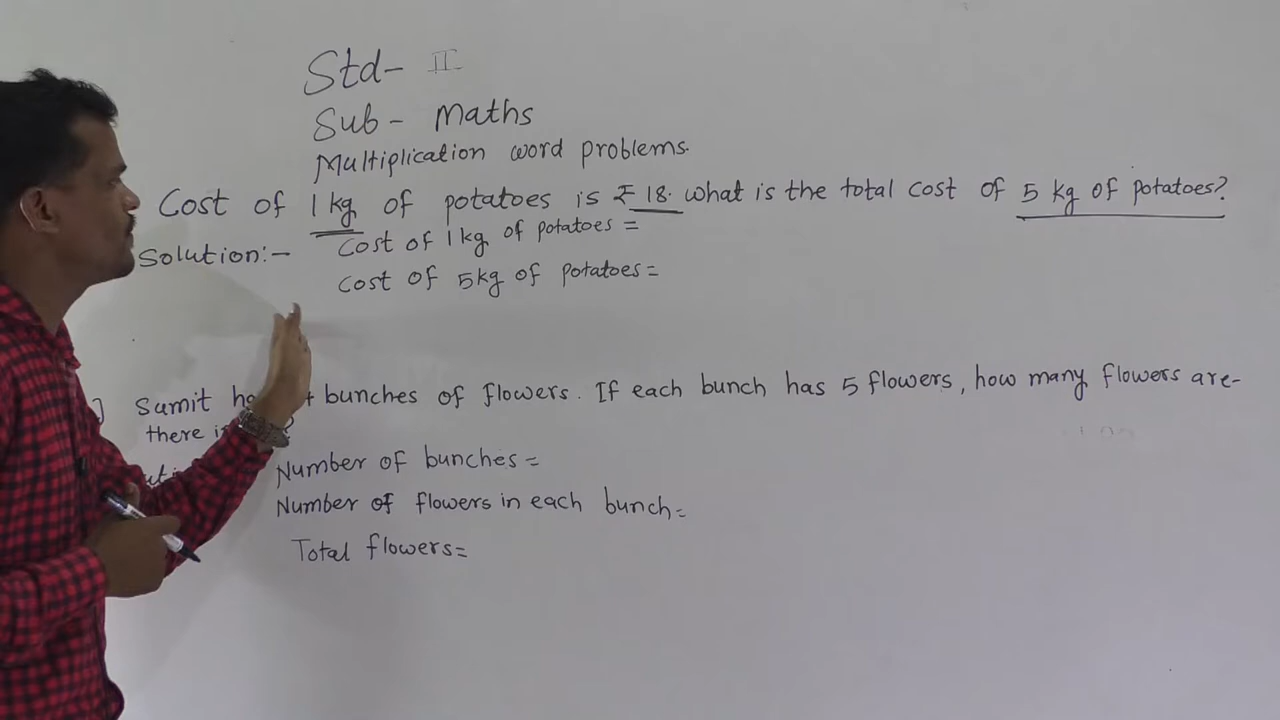 Std- II
Sub- Maths
Multiplication word problems.
Cost of 1 kg of potatoes is ₹ 18. what is the total cost of 5 kg of potatoes?
Solution:- Cost of 1kg of potatoes =
Cost of 5kg of potatoes =
] Sumit bunches of flowers. If each bunch has 5 flowers, how many flowers are-
there
Number of bunches =
Number of flowers in each bunch=
Total flowers=